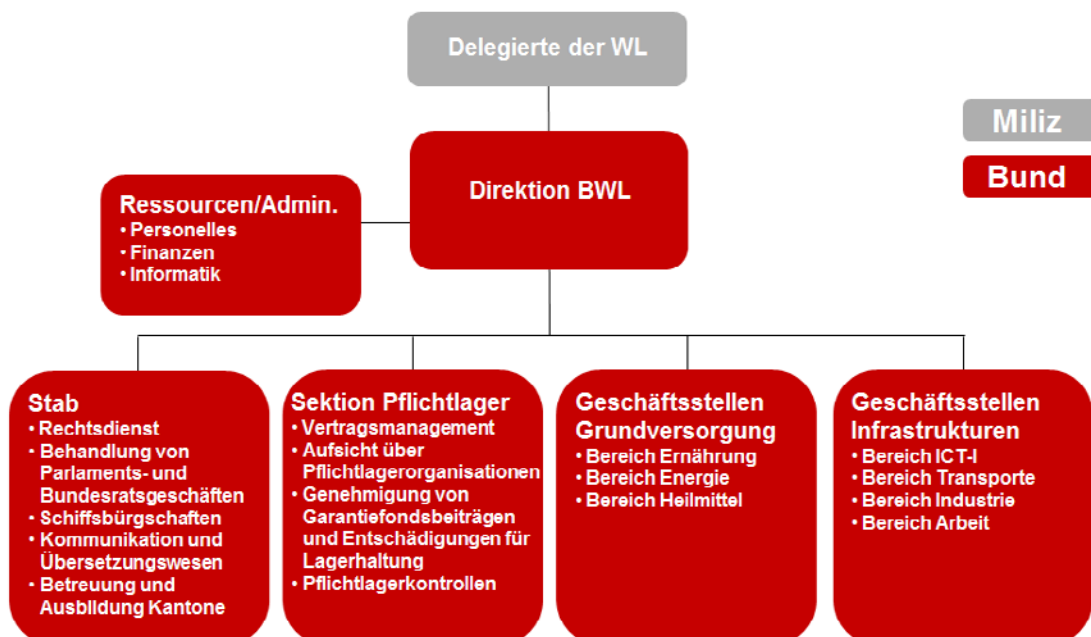 Delegierte der WL
Miliz
Bund
Direktion BWL
Ressourcen/Admin.
• Personelles
• Finanzen
• Informatik
Stab
• Rechtsdienst
• Behandlung von
Parlaments- und
Bundesratsgeschäften
• Schiffsbürgschaften
• Kommunikation und
Übersetzungswesen
• Betreuung und
Ausbildung Kantone
Sektion Pflichtlager
• Vertragsmanagement
• Aufsicht über
Pflichtlagerorganisationen
• Genehmigung von
Garantiefondsbeiträgen
und Entschädigungen für
Lagerhaltung
• Pflichtlagerkontrollen
Geschäftsstellen
Grundversorgung
• Bereich Ernährung
• Bereich Energie
• Bereich Heilmittel
Geschäftsstellen
Infrastrukturen
• Bereich ICT-I
• Bereich Transporte
• Bereich Industrie
• Bereich Arbeit